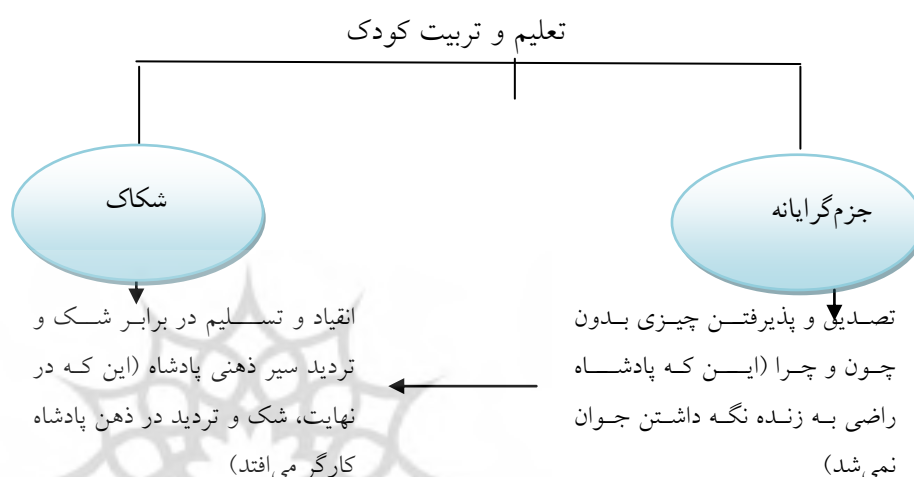 تعلیم و تربیت کودک
جزم‌گرایانه
شکاک
تصدیق و پذیرفتن چیزی بدون
چون و چرا (این که پادشاه
راضی به زنده نگه داشتن جوان
نمی‌شد)
انقیاد و تسلیم در برابر شک و
تردید سیر ذهنی پادشاه (این که در
نهایت، شک و تردید در ذهن پادشاه
کارگر می‌افتد)